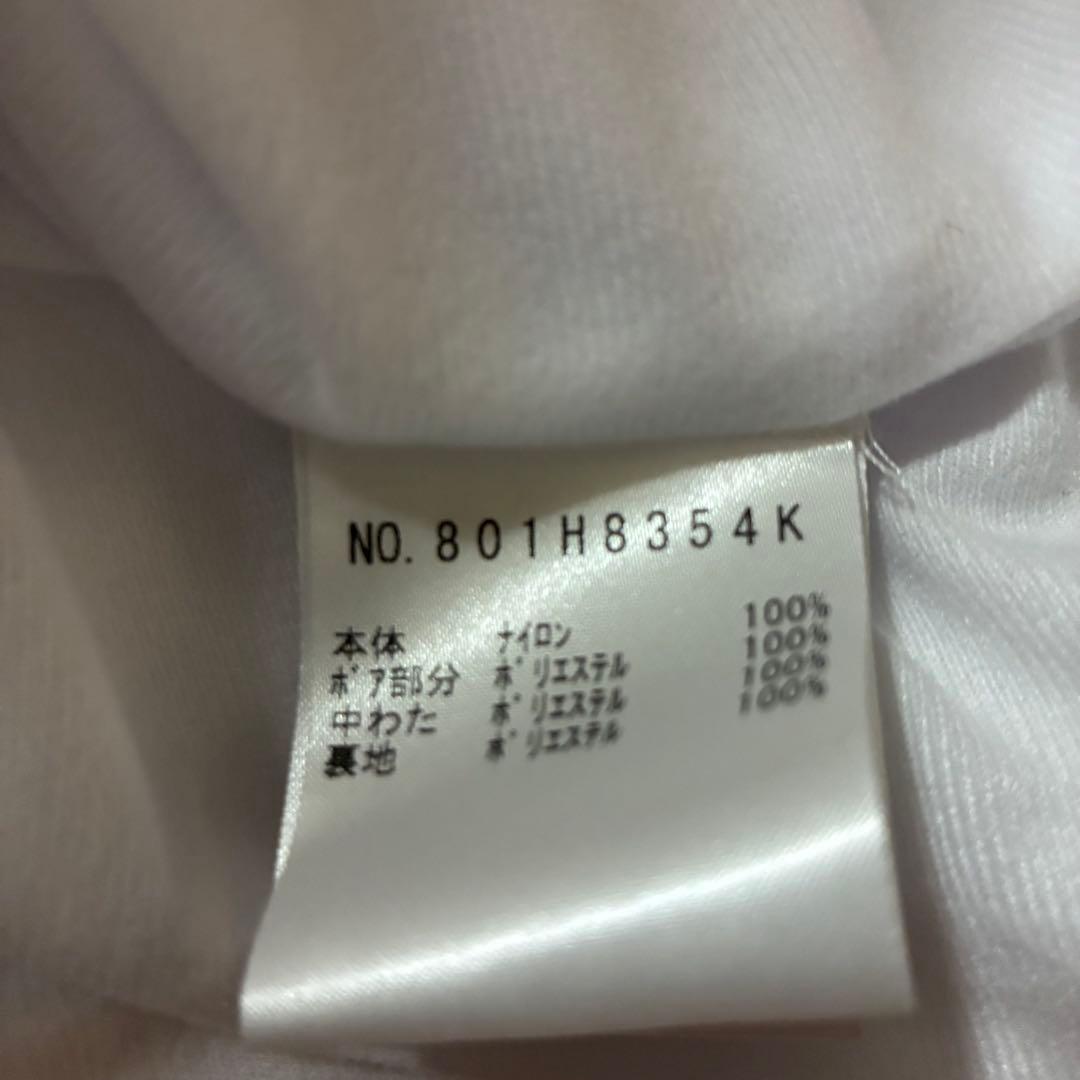 NO.801H8354K
本体 ナイロン 100%
ボア部分 ポリエステル 100%
中わた ポリエステル 100%
裏地 ポリエステル 100%